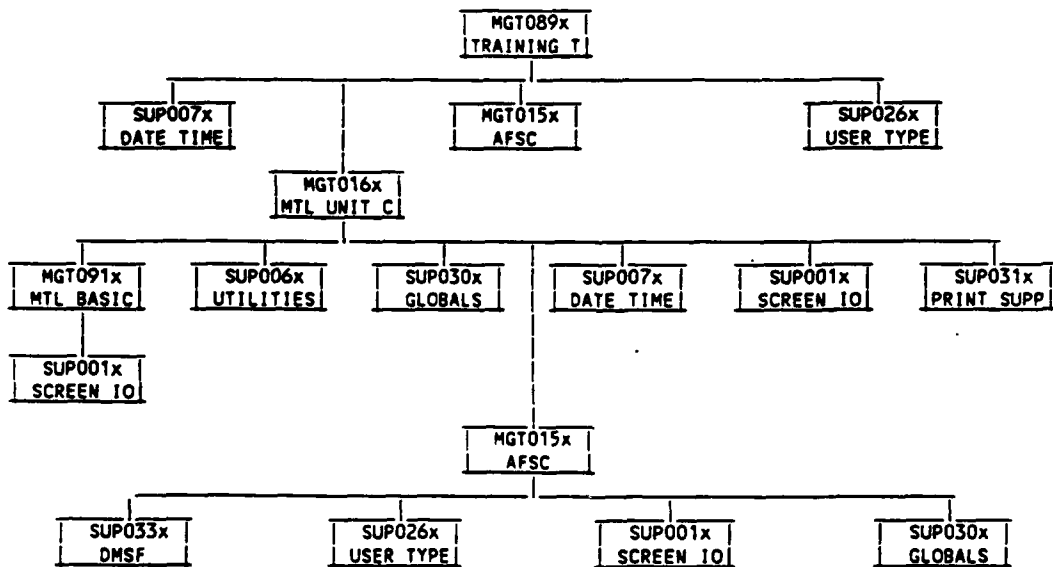 MGT089x
TRAINING T
SUP007x
DATE TIME
MGT015x
AFSC
SUP026x
USER TYPE
MGT016x
MTL UNIT C
MGT091x
MTL BASIC
SUP006x
UTILITIES
SUP030x
GLOBALS
SUP007x
DATE TIME
SUP001x
SCREEN IO
SUP031x
PRINT SUPP
SUP001x
SCREEN IO
MGT015x
AFSC
SUP033x
DMSF
SUP026x
USER TYPE
SUP001x
SCREEN IO
SUP030x
GLOBALS